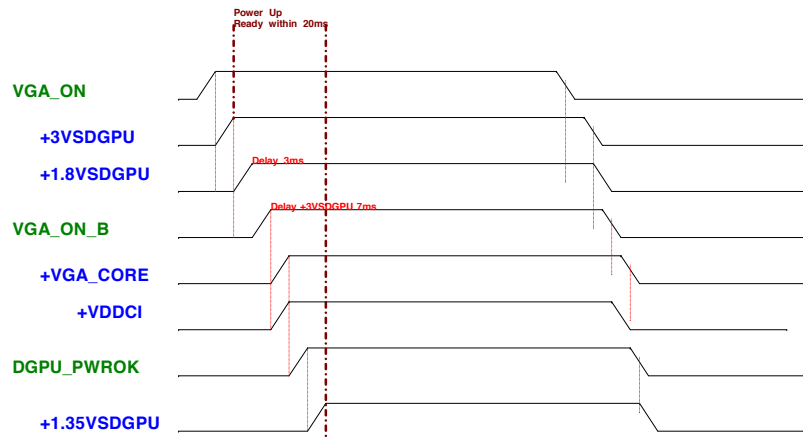 Power Up
Ready within 20ms
VGA_ON
+3VSDGPU
Delay 3ms
+1.8VSDGPU
Delay +3VSDGPU 7ms
VGA_ON_B
+VGA_CORE
+VDDCI
DGPU_PWROK
+1.35VSDGPU